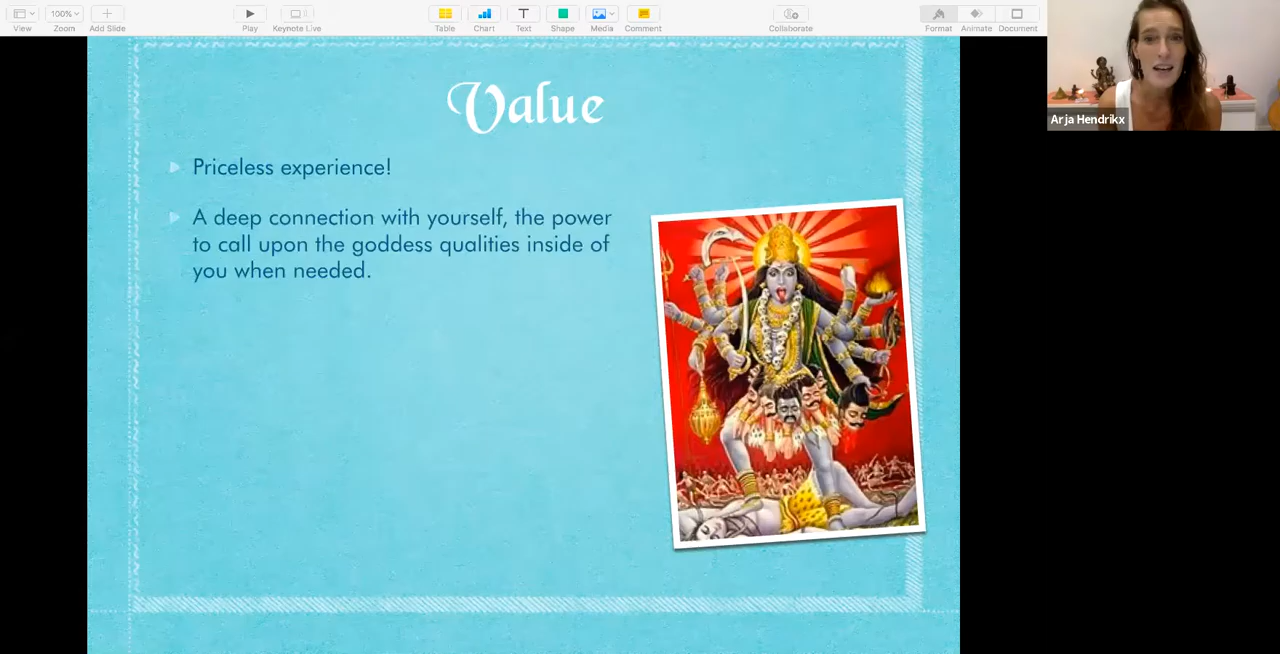 100%
View
Zoom
Add Slide
Play
Keynote Live
Table
Chart
Text
Shape
Media
Comment
Collaborate
Format
Animate
Document
Arja Hendrikx
Value
Priceless experience!
A deep connection with yourself, the power
to call upon the goddess qualities inside of
you when needed.